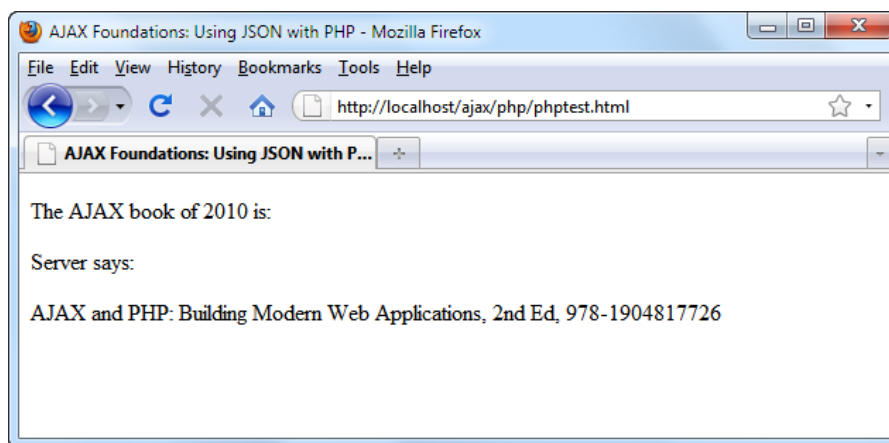 AJAX Foundations: Using JSON with PHP - Mozilla Firefox
File Edit View History Bookmarks Tools Help
http://localhost/ajax/php/phptest.html
AJAX Foundations: Using JSON with P...
The AJAX book of 2010 is:
Server says:
AJAX and PHP: Building Modern Web Applications, 2nd Ed, 978-1904817726